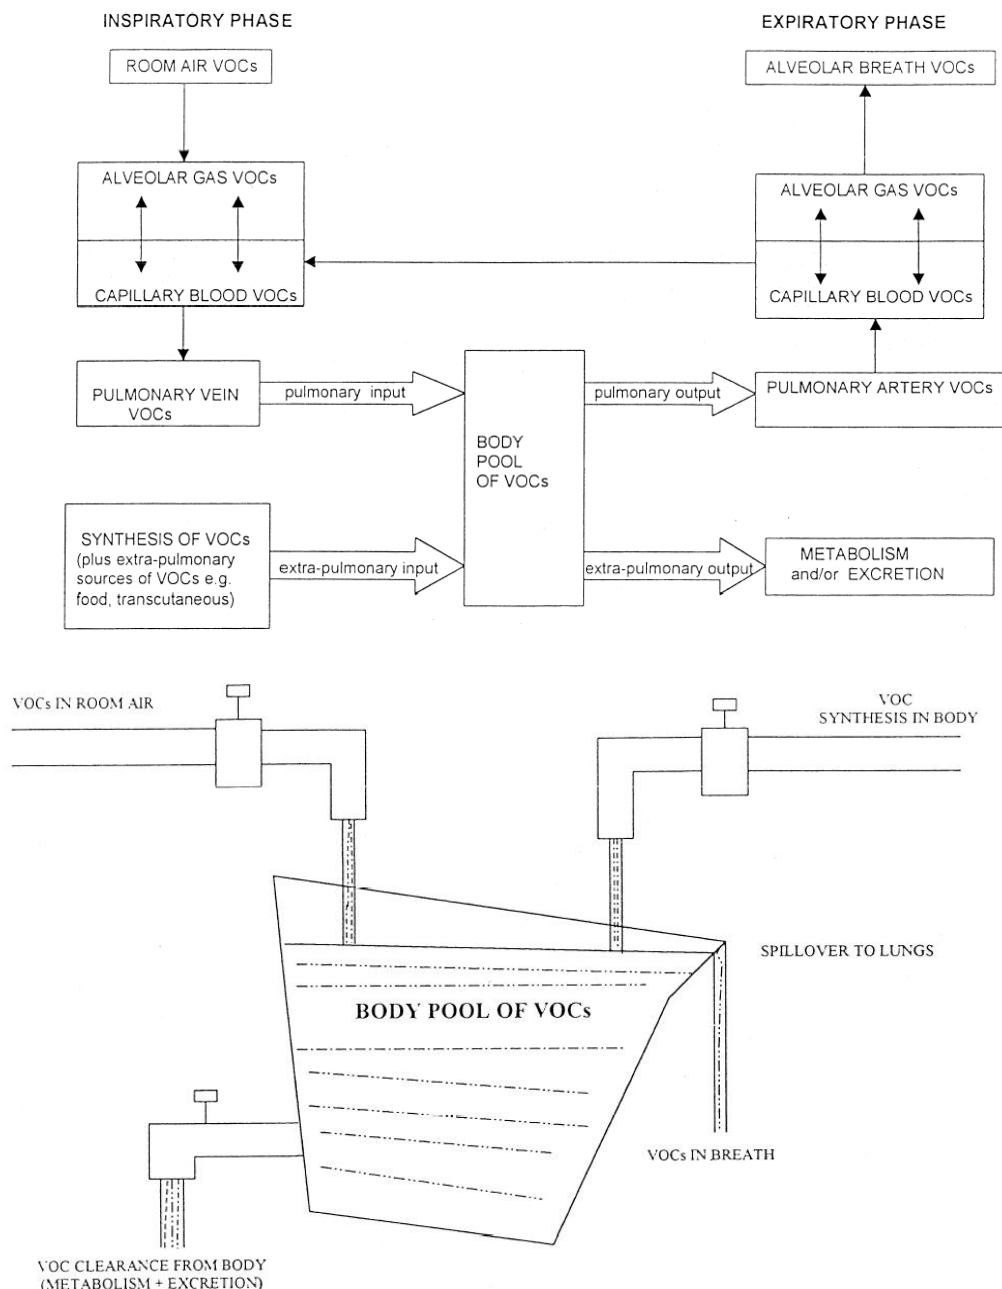 INSPIRATORY PHASE
EXPIRATORY PHASE
ROOM AIR VOCs
ALVEOLAR BREATH VOCs
ALVEOLAR GAS VOCs
CAPILLARY BLOOD VOCs
ALVEOLAR GAS VOCs
CAPILLARY BLOOD VOCs
PULMONARY VEIN
VOCs
pulmonary input
BODY
POOL
OF VOCs
pulmonary output
PULMONARY ARTERY VOCs
SYNTHESIS OF VOCs
(plus extra-pulmonary
sources of VOCs e.g.
food, transcutaneous)
extra-pulmonary input
extra-pulmonary output
METABOLISM
and/or EXCRETION
VOCs IN ROOM AIR
VOC
SYNTHESIS IN BODY
SPILLOVER TO LUNGS
BODY POOL OF VOCs
VOCs IN BREATH
VOC CLEARANCE FROM BODY
(METABOLISM + EXCRETION)